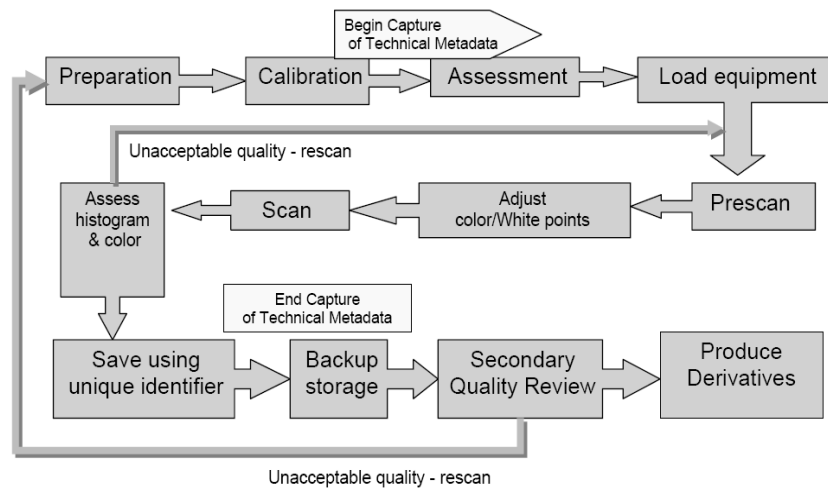 Begin Capture
of Technical Metadata
Preparation
Calibration
Assessment
Load equipment
Unacceptable quality - rescan
Assess
histogram
& color
Scan
Adjust
color/White points
Prescan
End Capture
of Technical Metadata
Save using
unique identifier
Backup
storage
Secondary
Quality Review
Produce
Derivatives
Unacceptable quality - rescan